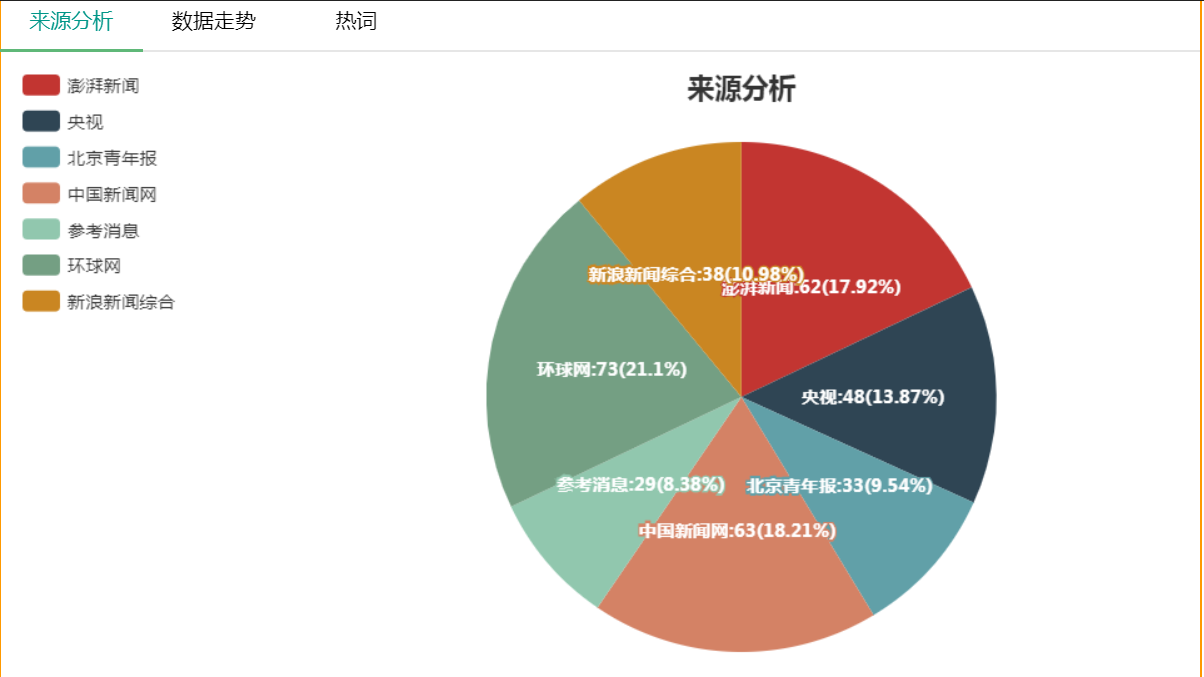 来源分析 数据走势 热词
来源分析
澎湃新闻
央视
北京青年报
中国新闻网
参考消息
环球网
新浪新闻综合
新浪新闻综合:38(10.98%)
澎湃新闻:62(17.92%)
环球网:73(21.1%)
央视:48(13.87%)
参考消息:29(8.38%)
北京青年报:33(9.54%)
中国新闻网:63(18.21%)